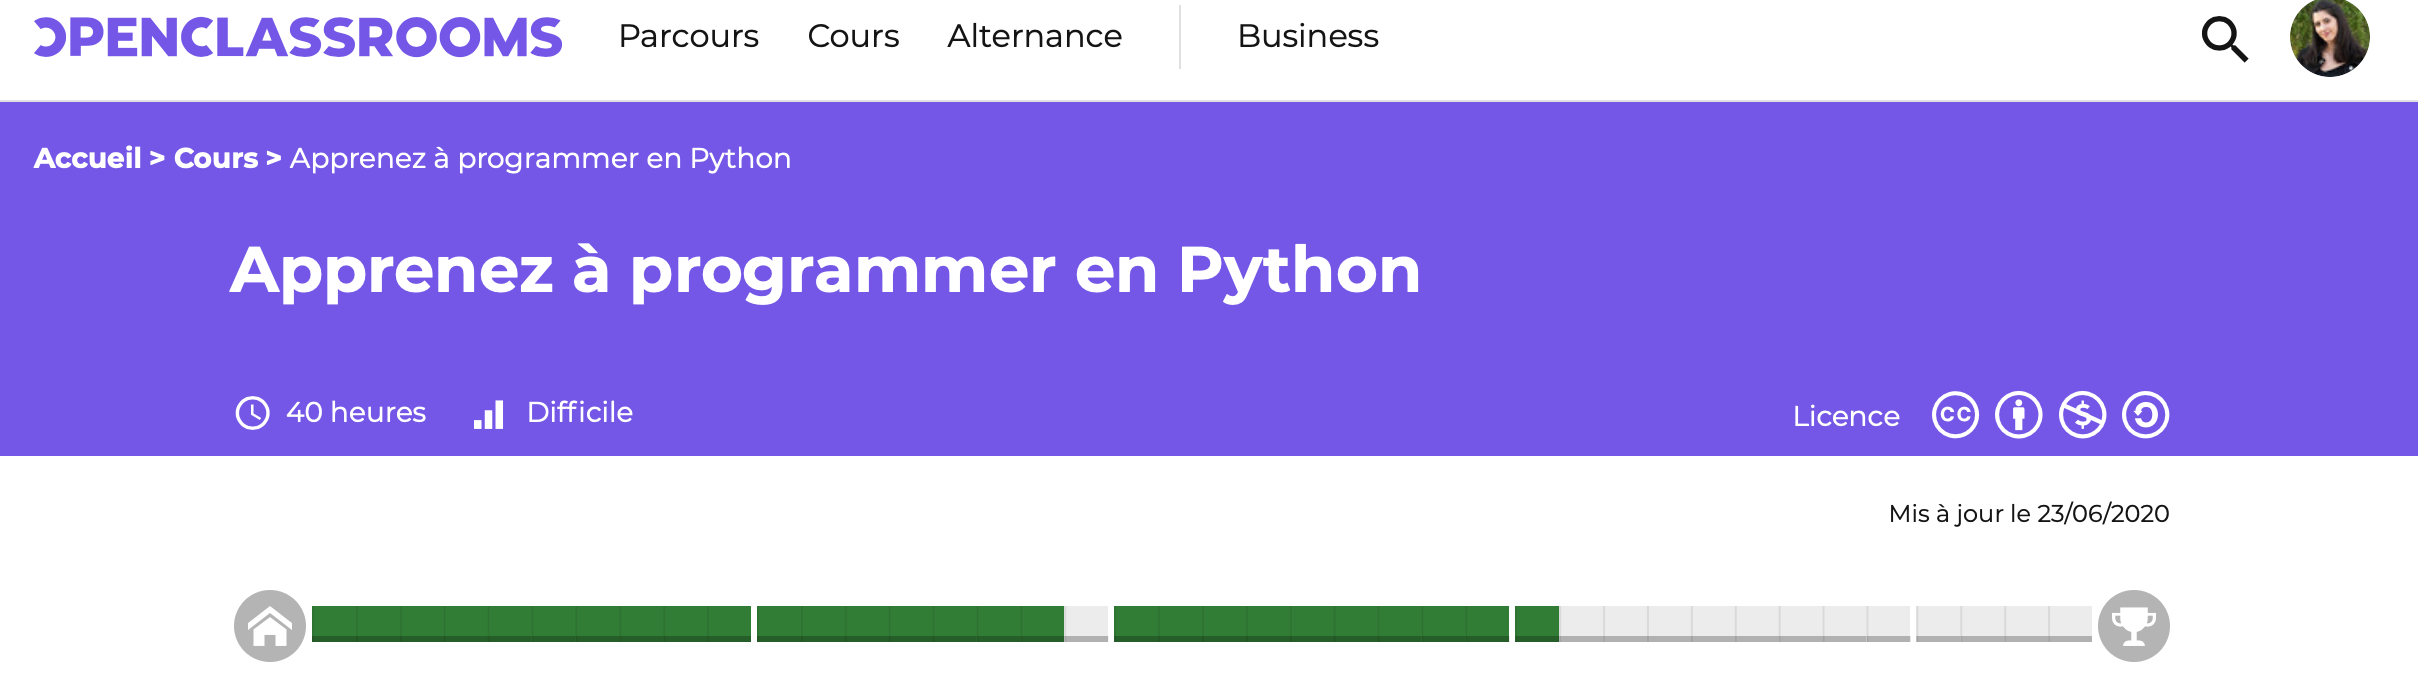 OPENCLASSROOMS Parcours Cours Alternance Business
Accueil > Cours > Apprenez à programmer en Python
Apprenez à programmer en Python
40 heures Difficile Licence CC $
Mis à jour le 23/06/2020